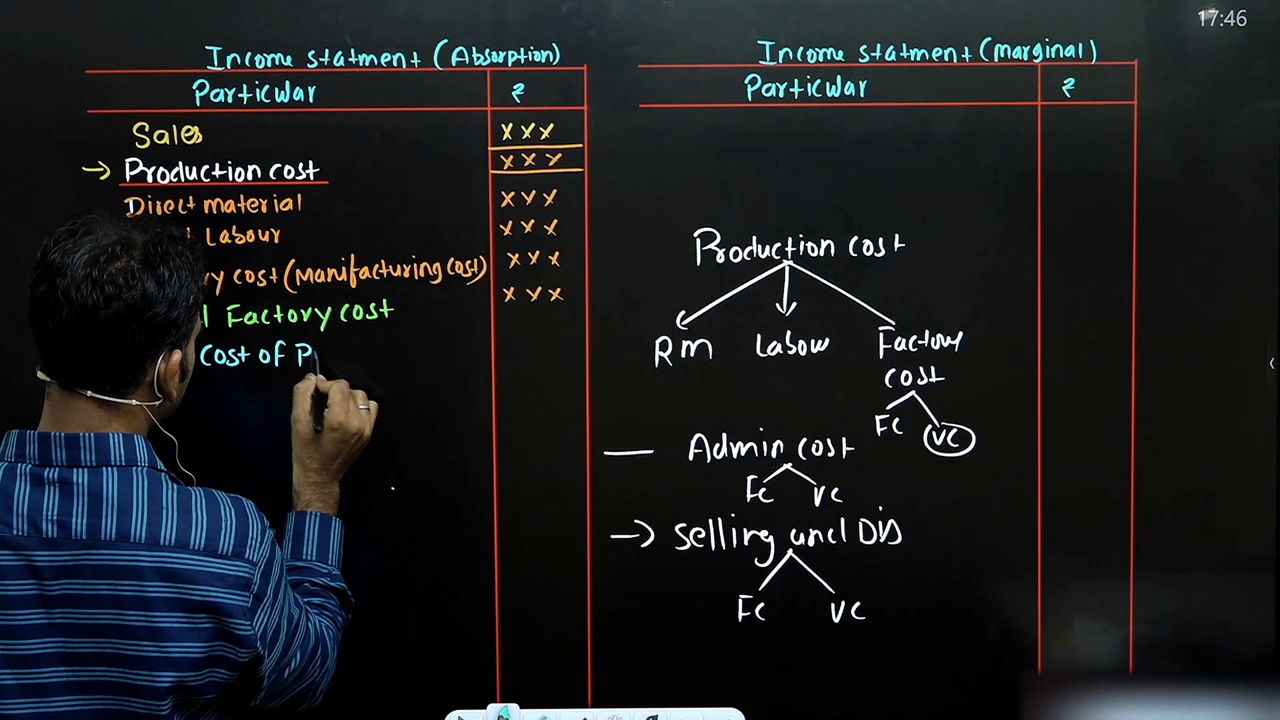 17:46
Income statment (Absorption)
Particular ₹
Sales xxx
→ Production cost xxx
Direct material xxx
Labour xxx
cost (Manifacturing cost) xxx
Factory cost xxx
Cost of P
Income statment (Marginal)
Particular ₹
Production cost
RM Labour Factory
cost
FC VC
— Admin cost
FC VC
→ Selling and Dis
FC VC